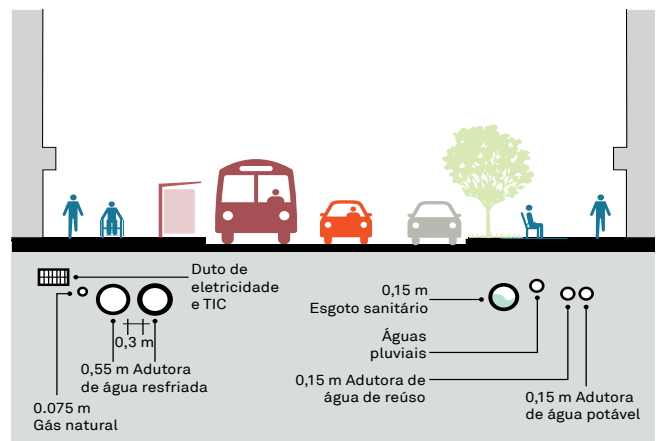 Duto de
eletricidade
e TIC
0,3 m
0,55 m Adutora
de água resfriada
0.075 m
Gás natural
0,15 m
Esgoto sanitário
Águas
pluviais
0,15 m Adutora de
água de reúso
0,15 m Adutora
de água potável